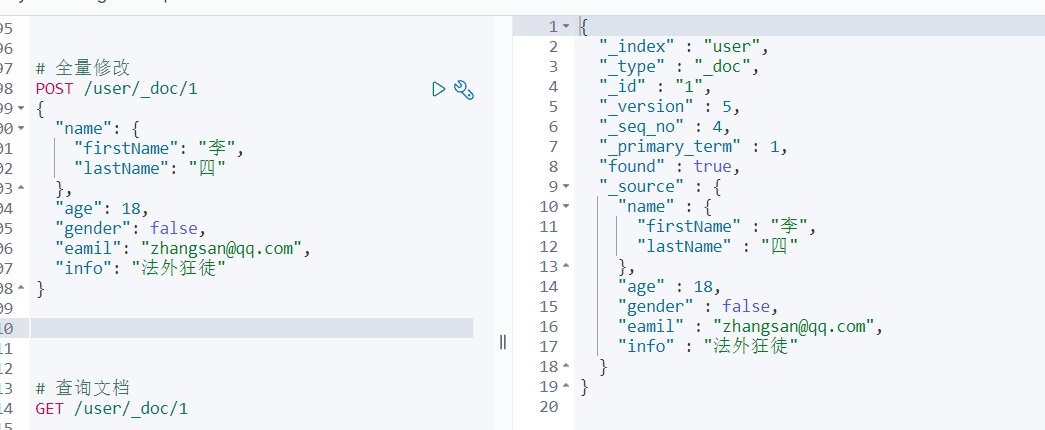 95
96
97 # 全量修改
98 POST /user/_doc/1
99 {
00 "name": {
01 "firstName": "李",
02 "lastName": "四"
03 },
04 "age": 18,
05 "gender": false,
06 "eamil": "zhangsan@qq.com",
07 "info": "法外狂徒"
08 }
09
10
11
12
13 # 查询文档
14 GET /user/_doc/1
15
1 {
2 "_index" : "user",
3 "_type" : "_doc",
4 "_id" : "1",
5 "_version" : 5,
6 "_seq_no" : 4,
7 "_primary_term" : 1,
8 "found" : true,
9 "_source" : {
10 "name" : {
11 "firstName" : "李",
12 "lastName" : "四"
13 },
14 "age" : 18,
15 "gender" : false,
16 "eamil" : "zhangsan@qq.com",
17 "info" : "法外狂徒"
18 }
19 }
20